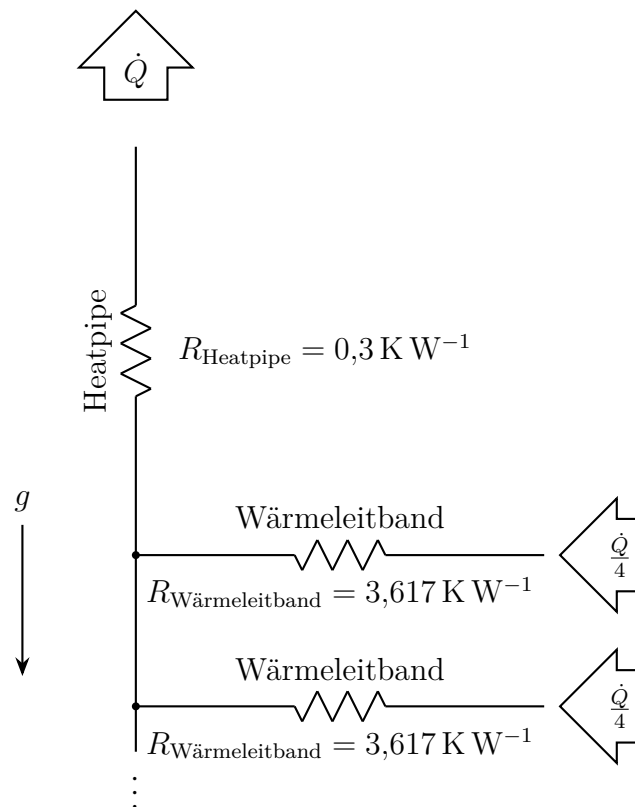 Q̇
Heatpipe
R_Heatpipe = 0,3 K W⁻¹
g
Wärmeleitband
Q̇/4
R_Wärmeleitband = 3,617 K W⁻¹
Wärmeleitband
Q̇/4
R_Wärmeleitband = 3,617 K W⁻¹
⋮